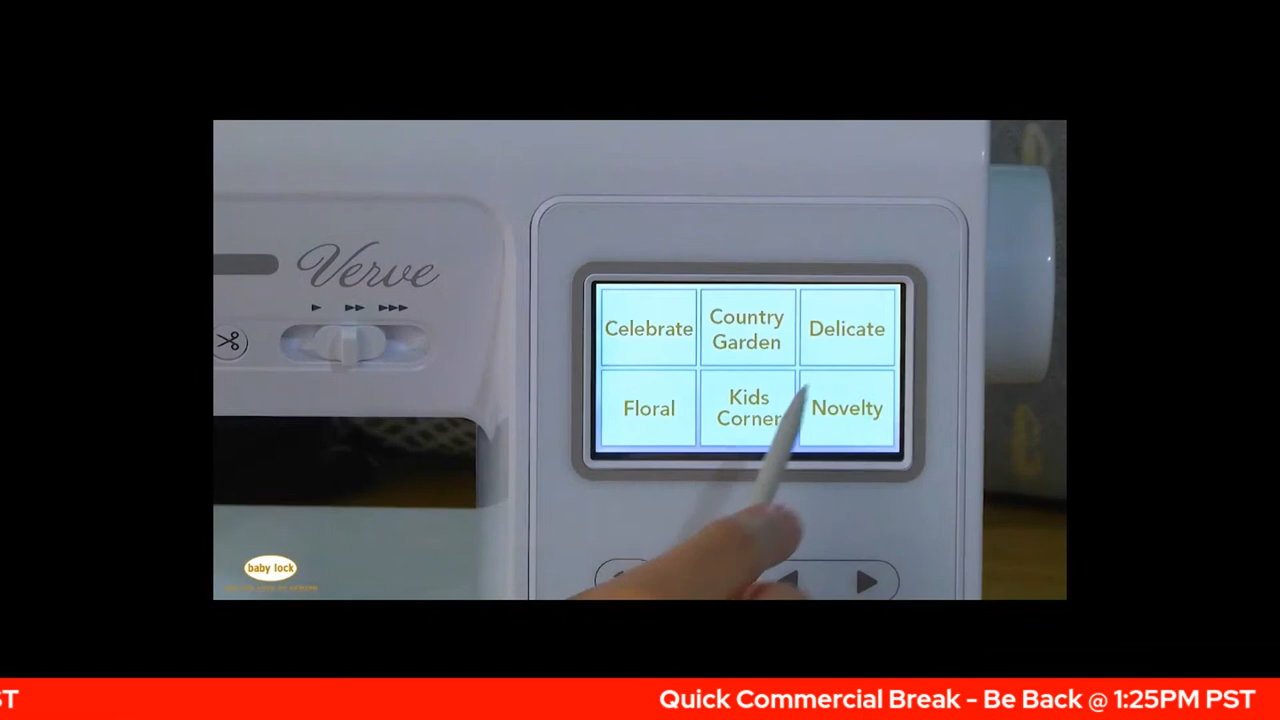 Verve
Celebrate
Country
Garden
Delicate
Floral
Kids
Corner
Novelty
baby lock
ST
Quick Commercial Break - Be Back @ 1:25PM PST